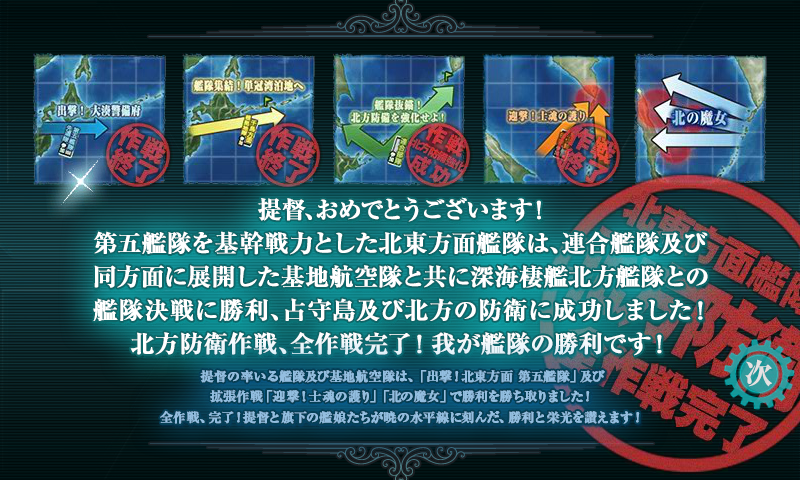 出撃！大湊警備府
作戦終了
艦隊集結！単冠湾泊地へ
作戦終了
艦隊抜錨！
北方防備を強化せよ！
作戦
成功
迎撃！士魂の護り
作戦終了
北の魔女
提督、おめでとうございます！
第五艦隊を基幹戦力とした北東方面艦隊は、連合艦隊及び
同方面に展開した基地航空隊と共に深海棲艦北方艦隊との
艦隊決戦に勝利、占守島及び北方の防衛に成功しました！
北方防衛作戦、全作戦完了！我が艦隊の勝利です！
提督の率いる艦隊及び基地航空隊は、「出撃！北東方面 第五艦隊」及び
拡張作戦「迎撃！士魂の護り」「北の魔女」で勝利を勝ち取りました！
全作戦、完了！提督と旗下の艦娘たちが暁の水平線に刻んだ、勝利と栄光を讃えます！
北東方面艦隊
防衛
作戦完了
次